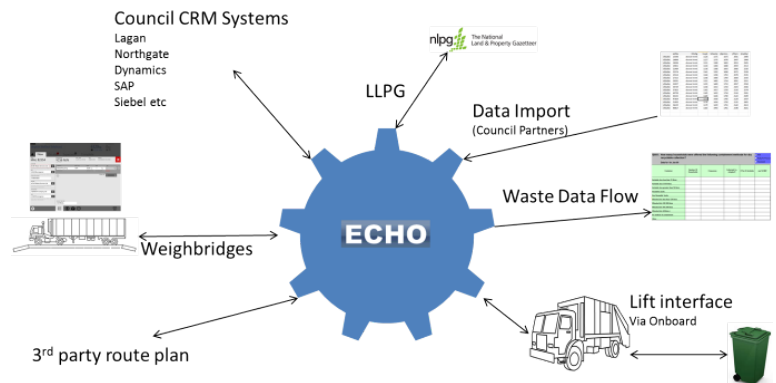 Council CRM Systems
Lagan
Northgate
Dynamics
SAP
Siebel etc
nlpg
The National
Land & Property Gazetteer
LLPG
Data Import
(Council Partners)
Waste Data Flow
ECHO
Weighbridges
Lift interface
Via Onboard
3rd party route plan